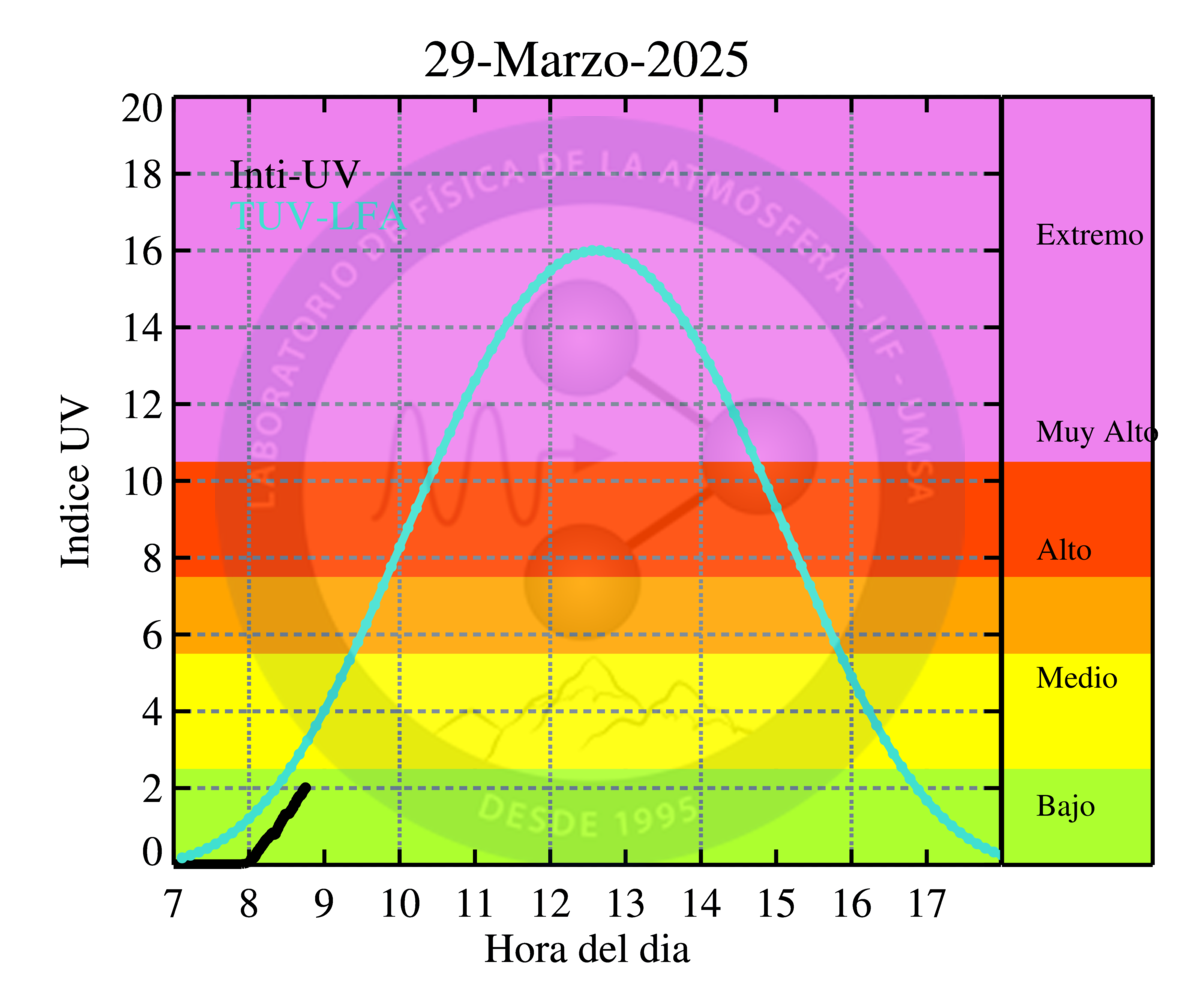 29-Marzo-2025
20
18
16
14
12
10
8
6
4
2
0
Indice UV
Inti-UV
TUV-LFA
LABORATORIO DE FÍSICA DE LA ATMÓSFERA - IIF - UMSA
DESDE 1995
Extremo
Muy Alto
Alto
Medio
Bajo
7 8 9 10 11 12 13 14 15 16 17
Hora del dia